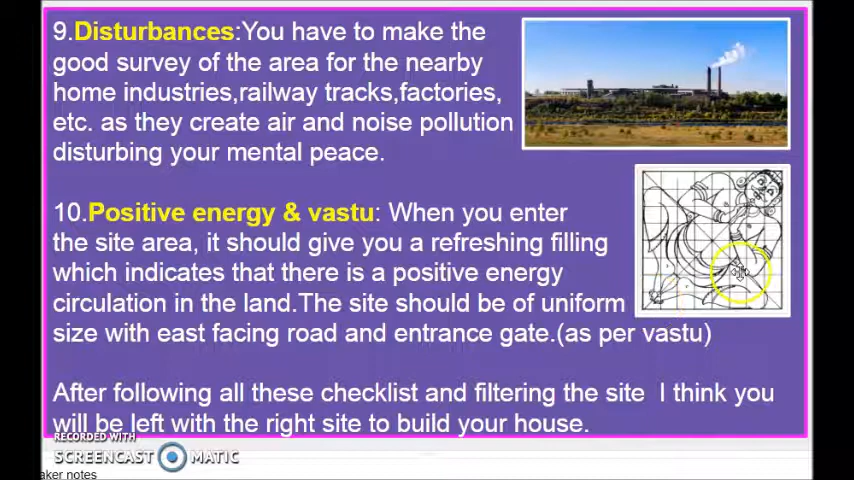 9.Disturbances:You have to make the
good survey of the area for the nearby
home industries,railway tracks,factories,
etc. as they create air and noise pollution
disturbing your mental peace.
10.Positive energy & vastu: When you enter
the site area, it should give you a refreshing filling
which indicates that there is a positive energy
circulation in the land.The site should be of uniform
size with east facing road and entrance gate.(as per vastu)
After following all these checklist and filtering the site I think you
will be left with the right site to build your house.
RECORDED WITH
SCREENCAST MATIC
aker notes